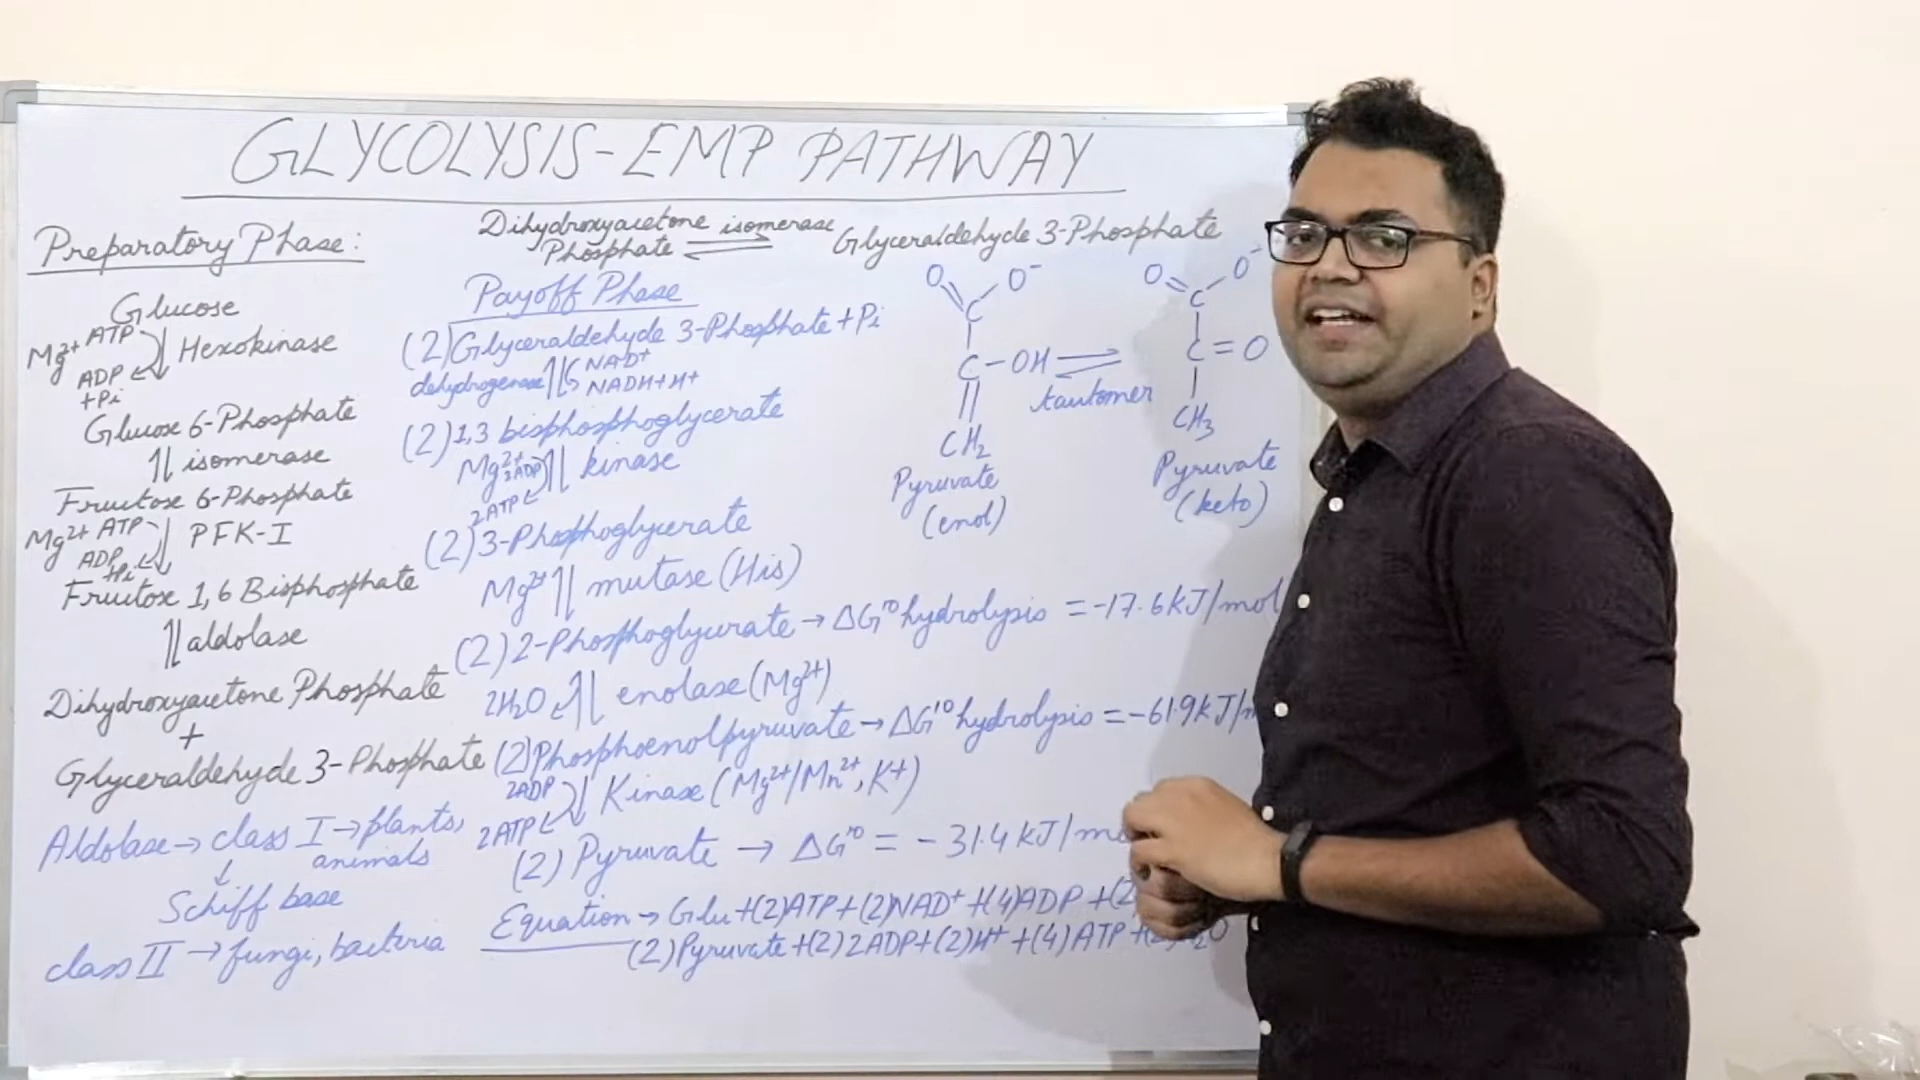 GLYCOLYSIS-EMP PATHWAY
Preparatory Phase:
Glucose
Mg2+ ATP
Hexokinase
ADP
+Pi
Glucose 6-Phosphate
isomerase
Fructose 6-Phosphate
Mg2+ ATP
PFK-I
ADP
+Pi
Fructose 1,6 Bisphosphate
aldolase
Dihydroxyacetone Phosphate
+
Glyceraldehyde 3-Phosphate
Aldolase → class I → plants,
animals
↓
Schiff base
class II → fungi, bacteria
Dihydroxyacetone isomerase
Phosphate ⇌ Glyceraldehyde 3-Phosphate
Payoff Phase
(2) Glyceraldehyde 3-Phosphate + Pi
dehydrogenase NAD+
NADH+H+
(2) 1,3 bisphosphoglycerate
Mg2+ 2ADP kinase
2ATP
(2) 3-Phosphoglycerate
Mg2+ mutase (His)
(2) 2-Phosphoglycerate → ΔG'° hydrolysis = -17.6 kJ/mol
2H2O enolase (Mg2+)
(2) Phosphoenolpyruvate → ΔG'° hydrolysis = -61.9 kJ/m
2ADP Kinase (Mg2+/Mn2+, K+)
2ATP
(2) Pyruvate → ΔG'° = -31.4 kJ/mo
Equation → Glu +(2)ATP+(2)NAD+ +(4)ADP +(2
(2)Pyruvate +(2) 2ADP+(2)H+ +(4)ATP + H2O
O O-
C
C-OH ⇌
tautomer
CH2
Pyruvate
(enol)
O O-
C
C=O
CH3
Pyruvate
(keto)